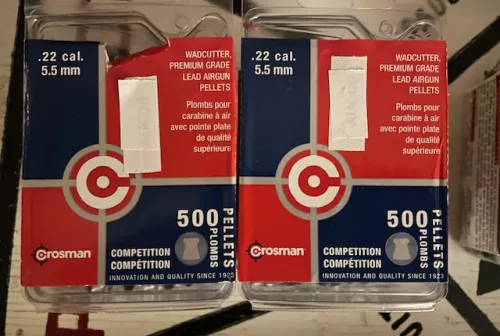 .22 cal.
5.5 mm
WADCUTTER,
PREMIUM GRADE
LEAD AIRGUN
PELLETS
Plombs pour
carabine à air
avec pointe plate
de qualité
supérieure
500
PELLETS
PLOMBS
Crosman
COMPETITION
COMPÉTITION
INNOVATION AND QUALITY SINCE 1923
.22 cal.
5.5 mm
WADCUTTER,
PREMIUM GRADE
LEAD AIRGUN
PELLETS
Plombs pour
carabine à air
avec pointe plate
de qualité
supérieure
500
PELLETS
PLOMBS
Crosman
COMPETITION
COMPÉTITION
INNOVATION AND QUALITY SINCE 1923